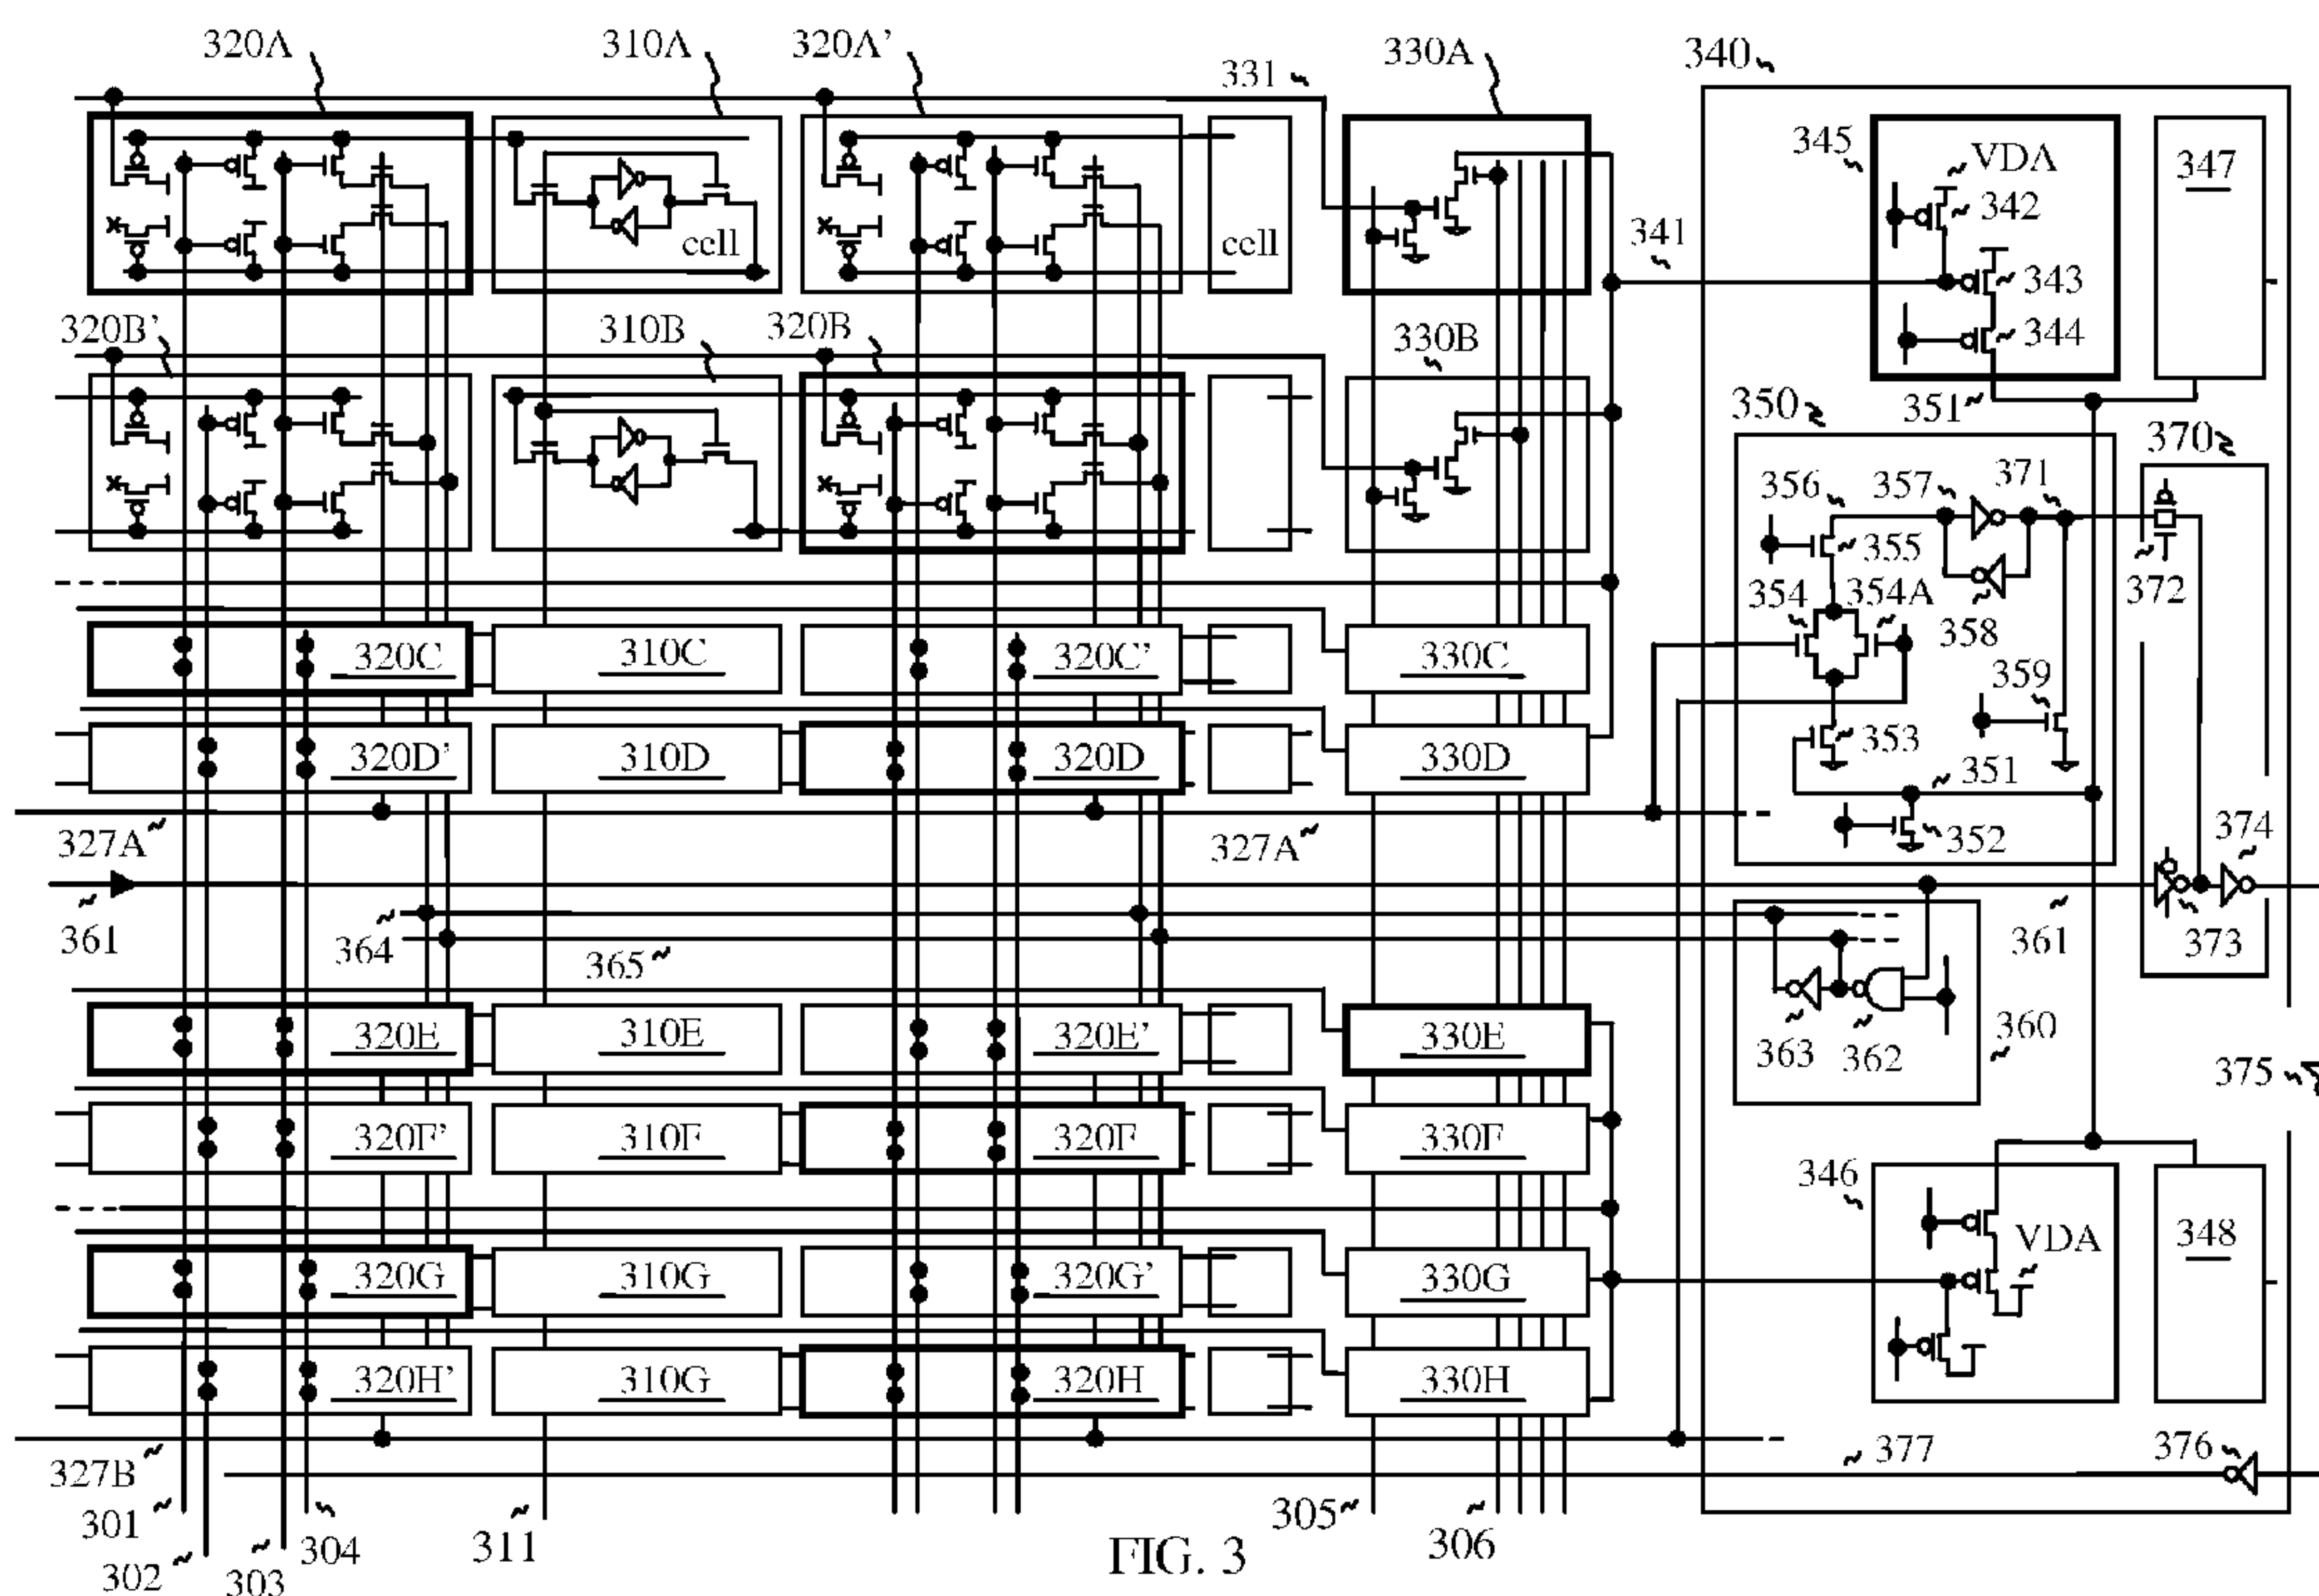 320A 310A 320A' 331 330A 340
345 VDA 347
342
cell cell 341
343
320B' 310B 320B 330B 344
350 351 370
356 357 371
355
354 354A 372
320C 310C 320C' 330C 358
359
320D' 310D 320D 330D 353
351
327A 327A 352 374
361 364 365 361 373
320E 310E 320E' 330E 363 362 360
375
320F' 310F 320F 330F
346 VDA 348
320G 310G 320G' 330G
320H' 310G 320H 330H
327B 377 376
301 304 311 305 306
302 303
FIG. 3